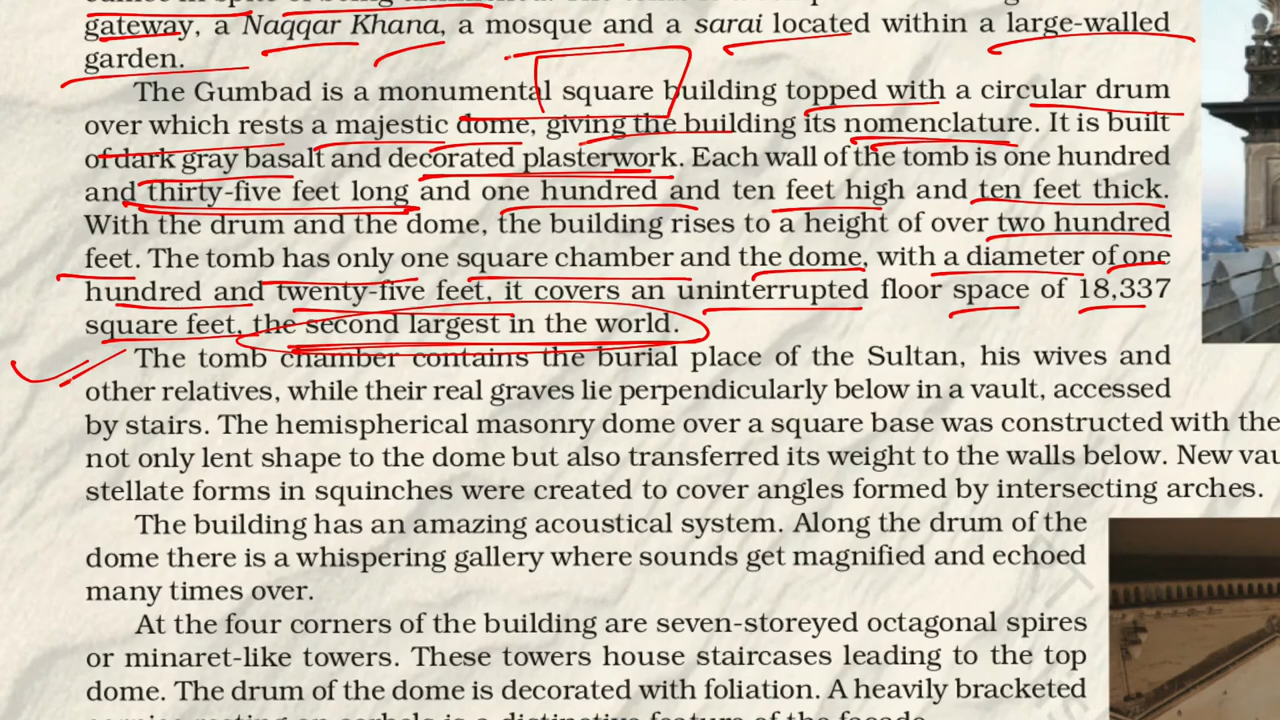 gateway, a Naqqar Khana, a mosque and a sarai located within a large-walled
garden.
The Gumbad is a monumental square building topped with a circular drum
over which rests a majestic dome, giving the building its nomenclature. It is built
of dark gray basalt and decorated plasterwork. Each wall of the tomb is one hundred
and thirty-five feet long and one hundred and ten feet high and ten feet thick.
With the drum and the dome, the building rises to a height of over two hundred
feet. The tomb has only one square chamber and the dome, with a diameter of one
hundred and twenty-five feet, it covers an uninterrupted floor space of 18,337
square feet, the second largest in the world.
The tomb chamber contains the burial place of the Sultan, his wives and
other relatives, while their real graves lie perpendicularly below in a vault, accessed
by stairs. The hemispherical masonry dome over a square base was constructed with the
not only lent shape to the dome but also transferred its weight to the walls below. New
stellate forms in squinches were created to cover angles formed by intersecting arches.
The building has an amazing acoustical system. Along the drum of the
dome there is a whispering gallery where sounds get magnified and echoed
many times over.
At the four corners of the building are seven-storeyed octagonal spires
or minaret-like towers. These towers house staircases leading to the top
dome. The drum of the dome is decorated with foliation. A heavily bracketed